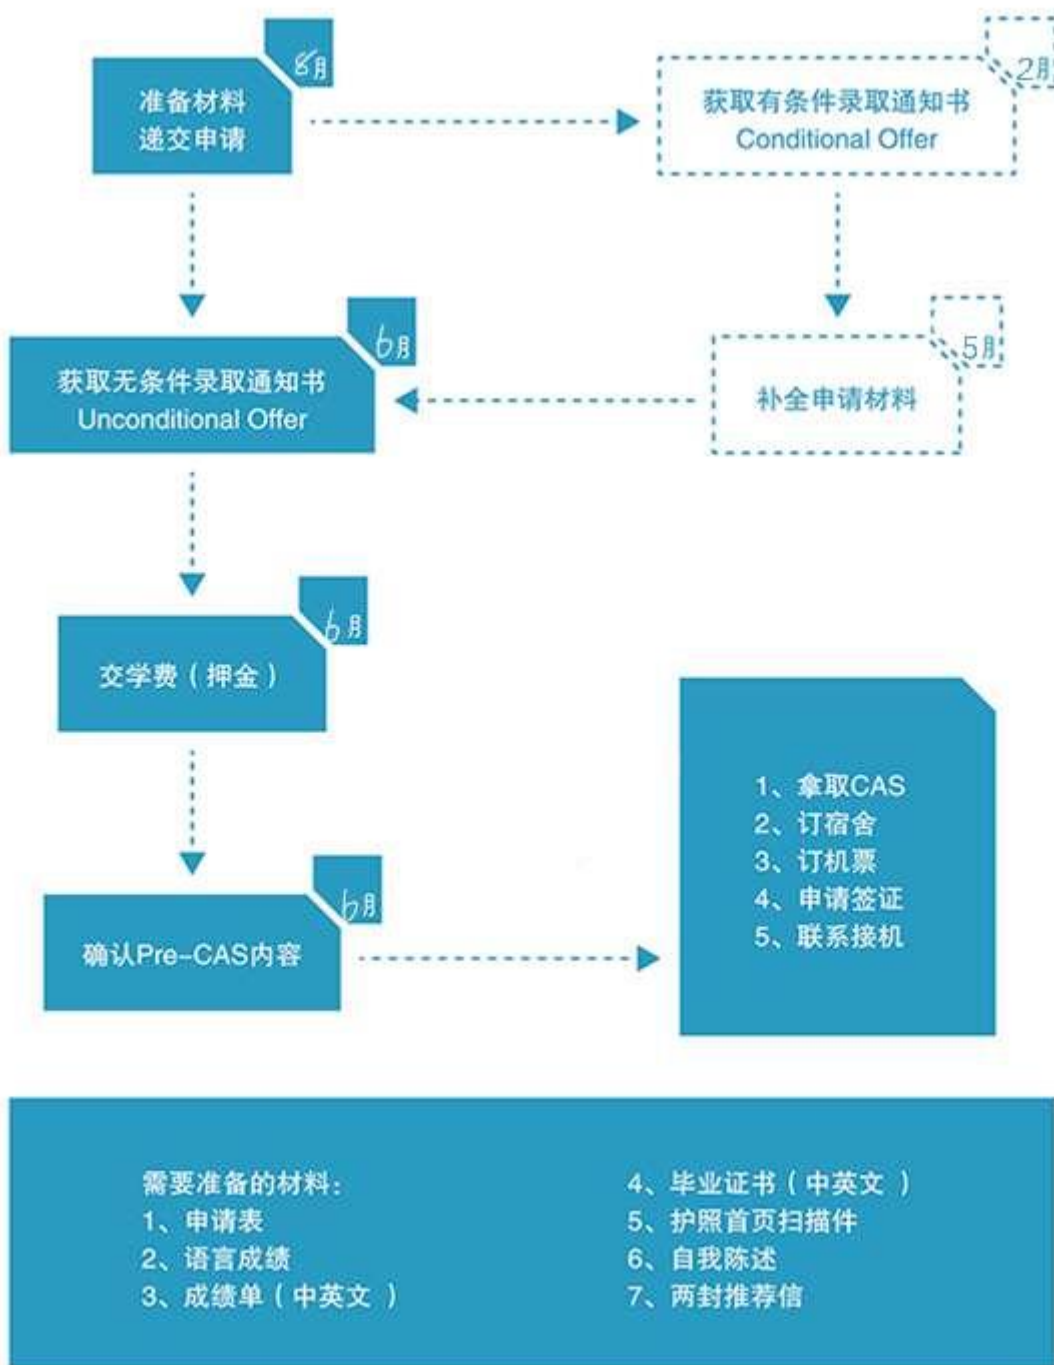 8月
准备材料
递交申请
2月
获取有条件录取通知书
Conditional Offer
6月
获取无条件录取通知书
Unconditional Offer
5月
补全申请材料
6月
交学费（押金）
6月
确认Pre-CAS内容
1、拿取CAS
2、订宿舍
3、订机票
4、申请签证
5、联系接机
需要准备的材料：
1、申请表
2、语言成绩
3、成绩单（中英文 ）
4、毕业证书（中英文 ）
5、护照首页扫描件
6、自我陈述
7、两封推荐信